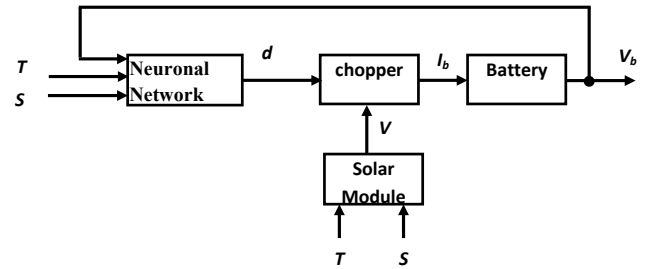 d
I_b
V_b
T
S
Neuronal
Network
chopper
Battery
V
Solar
Module
T
S